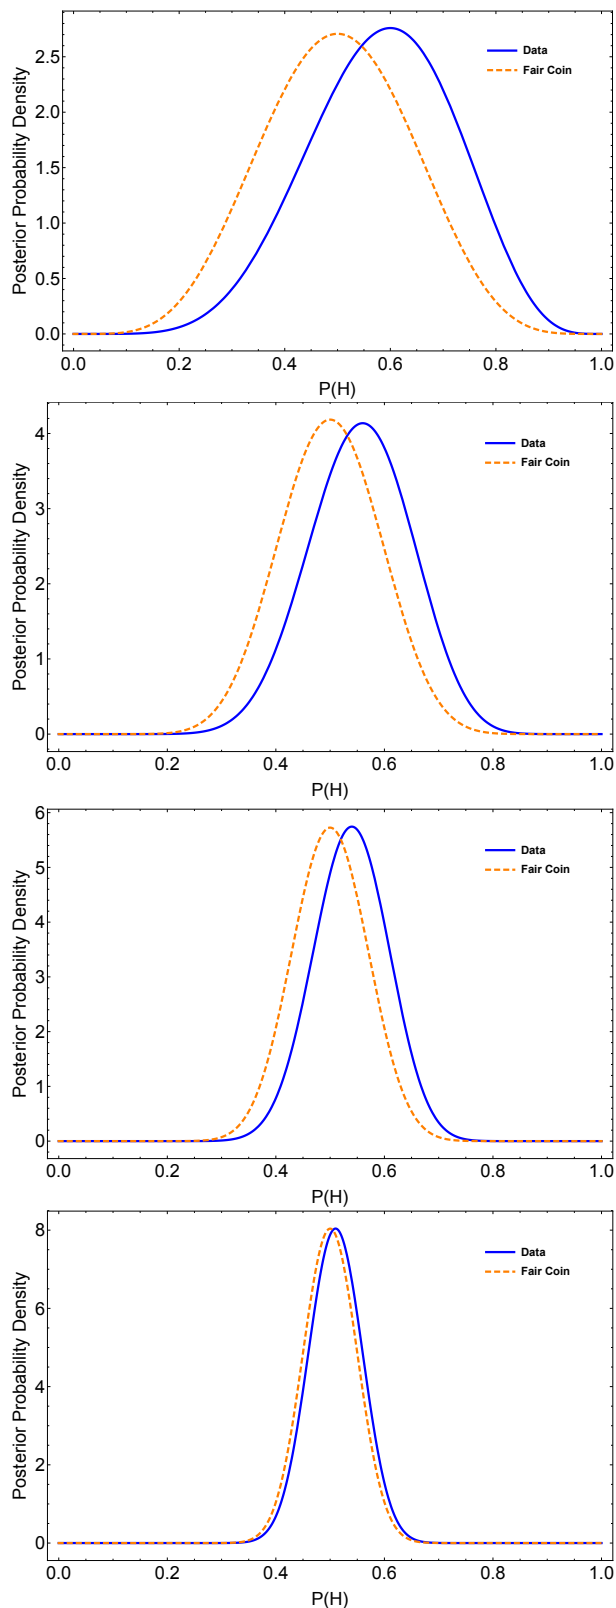 Posterior Probability Density
2.5
2.0
1.5
1.0
0.5
0.0
Data
Fair Coin
0.0 0.2 0.4 0.6 0.8 1.0
P(H)
Posterior Probability Density
4
3
2
1
0
Data
Fair Coin
0.0 0.2 0.4 0.6 0.8 1.0
P(H)
Posterior Probability Density
6
5
4
3
2
1
0
Data
Fair Coin
0.0 0.2 0.4 0.6 0.8 1.0
P(H)
Posterior Probability Density
8
6
4
2
0
Data
Fair Coin
0.0 0.2 0.4 0.6 0.8 1.0
P(H)